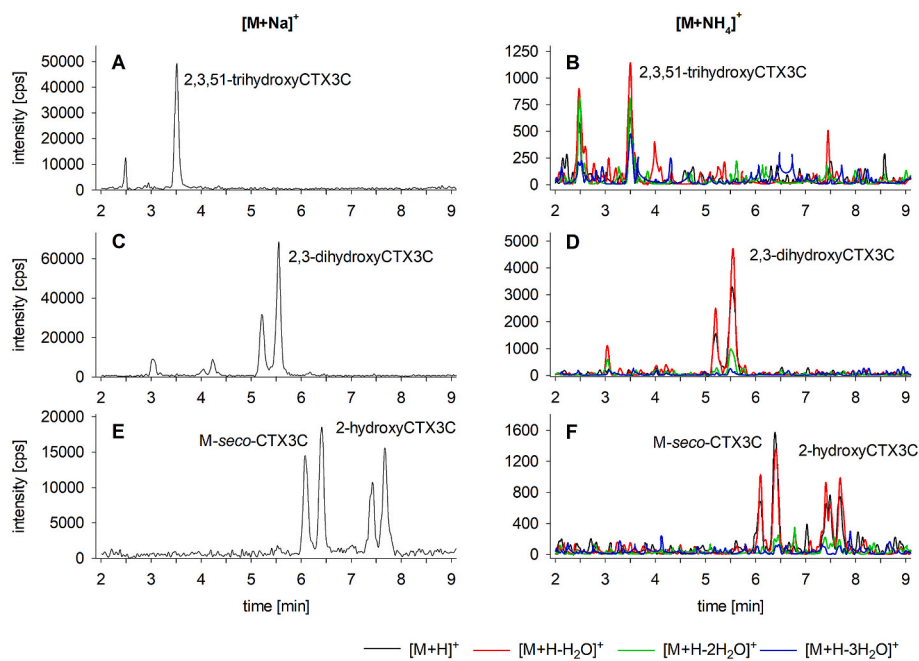 [M+Na]+
[M+NH4]+
A
2,3,51-trihydroxyCTX3C
intensity [cps]
50000
40000
30000
20000
10000
0
2 3 4 5 6 7 8 9
B
2,3,51-trihydroxyCTX3C
1250
1000
750
500
250
0
2 3 4 5 6 7 8 9
C
2,3-dihydroxyCTX3C
intensity [cps]
60000
40000
20000
0
2 3 4 5 6 7 8 9
D
2,3-dihydroxyCTX3C
5000
4000
3000
2000
1000
0
2 3 4 5 6 7 8 9
E
M-seco-CTX3C
2-hydroxyCTX3C
intensity [cps]
20000
15000
10000
5000
0
2 3 4 5 6 7 8 9
time [min]
F
M-seco-CTX3C
2-hydroxyCTX3C
1600
1200
800
400
0
2 3 4 5 6 7 8 9
time [min]
[M+H]+ [M+H-H2O]+ [M+H-2H2O]+ [M+H-3H2O]+